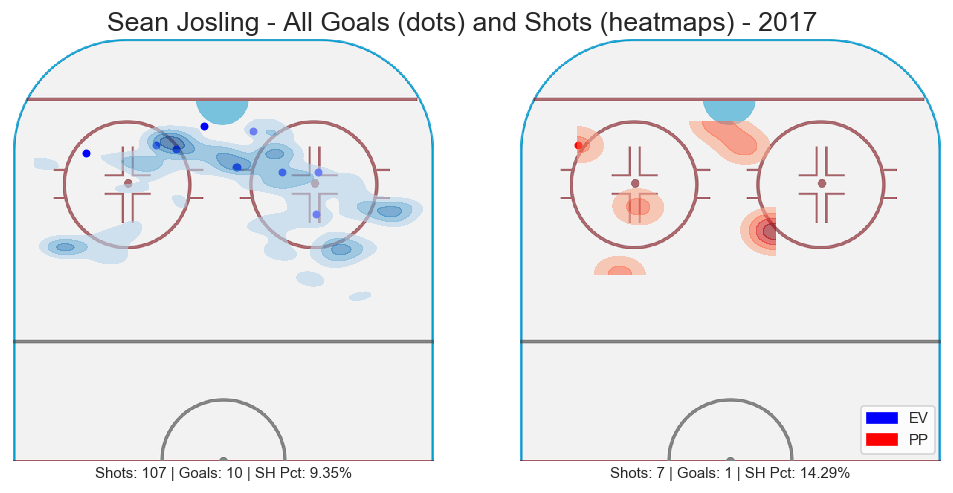 Sean Josling - All Goals (dots) and Shots (heatmaps) - 2017
EV
PP
Shots: 107 | Goals: 10 | SH Pct: 9.35%
Shots: 7 | Goals: 1 | SH Pct: 14.29%